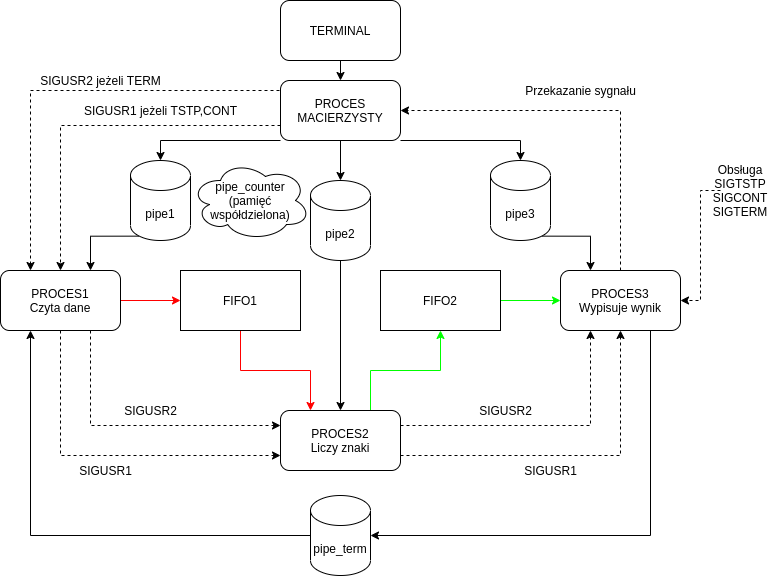 TERMINAL
SIGUSR2 jeżeli TERM
Przekazanie sygnału
PROCES
MACIERZYSTY
SIGUSR1 jeżeli TSTP,CONT
Obsługa
SIGTSTP
SIGCONT
SIGTERM
pipe1
pipe_counter
(pamięć
współdzielona)
pipe2
pipe3
PROCES1
Czyta dane
FIFO1
FIFO2
PROCES3
Wypisuje wynik
SIGUSR2
SIGUSR2
PROCES2
Liczy znaki
SIGUSR1
SIGUSR1
pipe_term